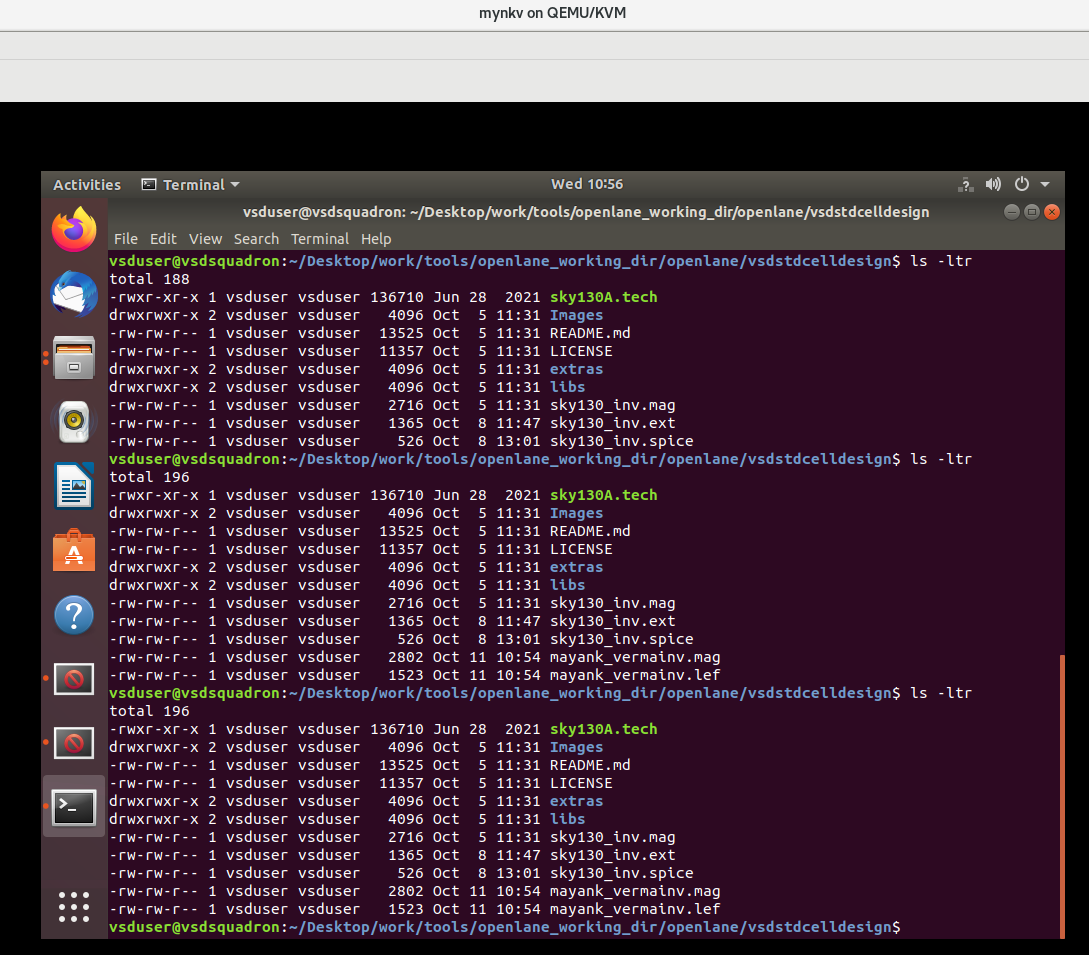 mynkv on QEMU/KVM
Activities Terminal Wed 10:56
vsduser@vsdsquadron: ~/Desktop/work/tools/openlane_working_dir/openlane/vsdstdcelldesign
File Edit View Search Terminal Help
vsduser@vsdsquadron:~/Desktop/work/tools/openlane_working_dir/openlane/vsdstdcelldesign$ ls -ltr
total 188
-rwxr-xr-x 1 vsduser vsduser 136710 Jun 28  2021 sky130A.tech
drwxrwxr-x 2 vsduser vsduser   4096 Oct  5 11:31 Images
-rw-rw-r-- 1 vsduser vsduser  13525 Oct  5 11:31 README.md
-rw-rw-r-- 1 vsduser vsduser  11357 Oct  5 11:31 LICENSE
drwxrwxr-x 2 vsduser vsduser   4096 Oct  5 11:31 extras
drwxrwxr-x 2 vsduser vsduser   4096 Oct  5 11:31 libs
-rw-rw-r-- 1 vsduser vsduser   2716 Oct  5 11:31 sky130_inv.mag
-rw-rw-r-- 1 vsduser vsduser   1365 Oct  8 11:47 sky130_inv.ext
-rw-rw-r-- 1 vsduser vsduser    526 Oct  8 13:01 sky130_inv.spice
vsduser@vsdsquadron:~/Desktop/work/tools/openlane_working_dir/openlane/vsdstdcelldesign$ ls -ltr
total 196
-rwxr-xr-x 1 vsduser vsduser 136710 Jun 28  2021 sky130A.tech
drwxrwxr-x 2 vsduser vsduser   4096 Oct  5 11:31 Images
-rw-rw-r-- 1 vsduser vsduser  13525 Oct  5 11:31 README.md
-rw-rw-r-- 1 vsduser vsduser  11357 Oct  5 11:31 LICENSE
drwxrwxr-x 2 vsduser vsduser   4096 Oct  5 11:31 extras
drwxrwxr-x 2 vsduser vsduser   4096 Oct  5 11:31 libs
-rw-rw-r-- 1 vsduser vsduser   2716 Oct  5 11:31 sky130_inv.mag
-rw-rw-r-- 1 vsduser vsduser   1365 Oct  8 11:47 sky130_inv.ext
-rw-rw-r-- 1 vsduser vsduser    526 Oct  8 13:01 sky130_inv.spice
-rw-rw-r-- 1 vsduser vsduser   2802 Oct 11 10:54 mayank_vermainv.mag
-rw-rw-r-- 1 vsduser vsduser   1523 Oct 11 10:54 mayank_vermainv.lef
vsduser@vsdsquadron:~/Desktop/work/tools/openlane_working_dir/openlane/vsdstdcelldesign$ ls -ltr
total 196
-rwxr-xr-x 1 vsduser vsduser 136710 Jun 28  2021 sky130A.tech
drwxrwxr-x 2 vsduser vsduser   4096 Oct  5 11:31 Images
-rw-rw-r-- 1 vsduser vsduser  13525 Oct  5 11:31 README.md
-rw-rw-r-- 1 vsduser vsduser  11357 Oct  5 11:31 LICENSE
drwxrwxr-x 2 vsduser vsduser   4096 Oct  5 11:31 extras
drwxrwxr-x 2 vsduser vsduser   4096 Oct  5 11:31 libs
-rw-rw-r-- 1 vsduser vsduser   2716 Oct  5 11:31 sky130_inv.mag
-rw-rw-r-- 1 vsduser vsduser   1365 Oct  8 11:47 sky130_inv.ext
-rw-rw-r-- 1 vsduser vsduser    526 Oct  8 13:01 sky130_inv.spice
-rw-rw-r-- 1 vsduser vsduser   2802 Oct 11 10:54 mayank_vermainv.mag
-rw-rw-r-- 1 vsduser vsduser   1523 Oct 11 10:54 mayank_vermainv.lef
vsduser@vsdsquadron:~/Desktop/work/tools/openlane_working_dir/openlane/vsdstdcelldesign$